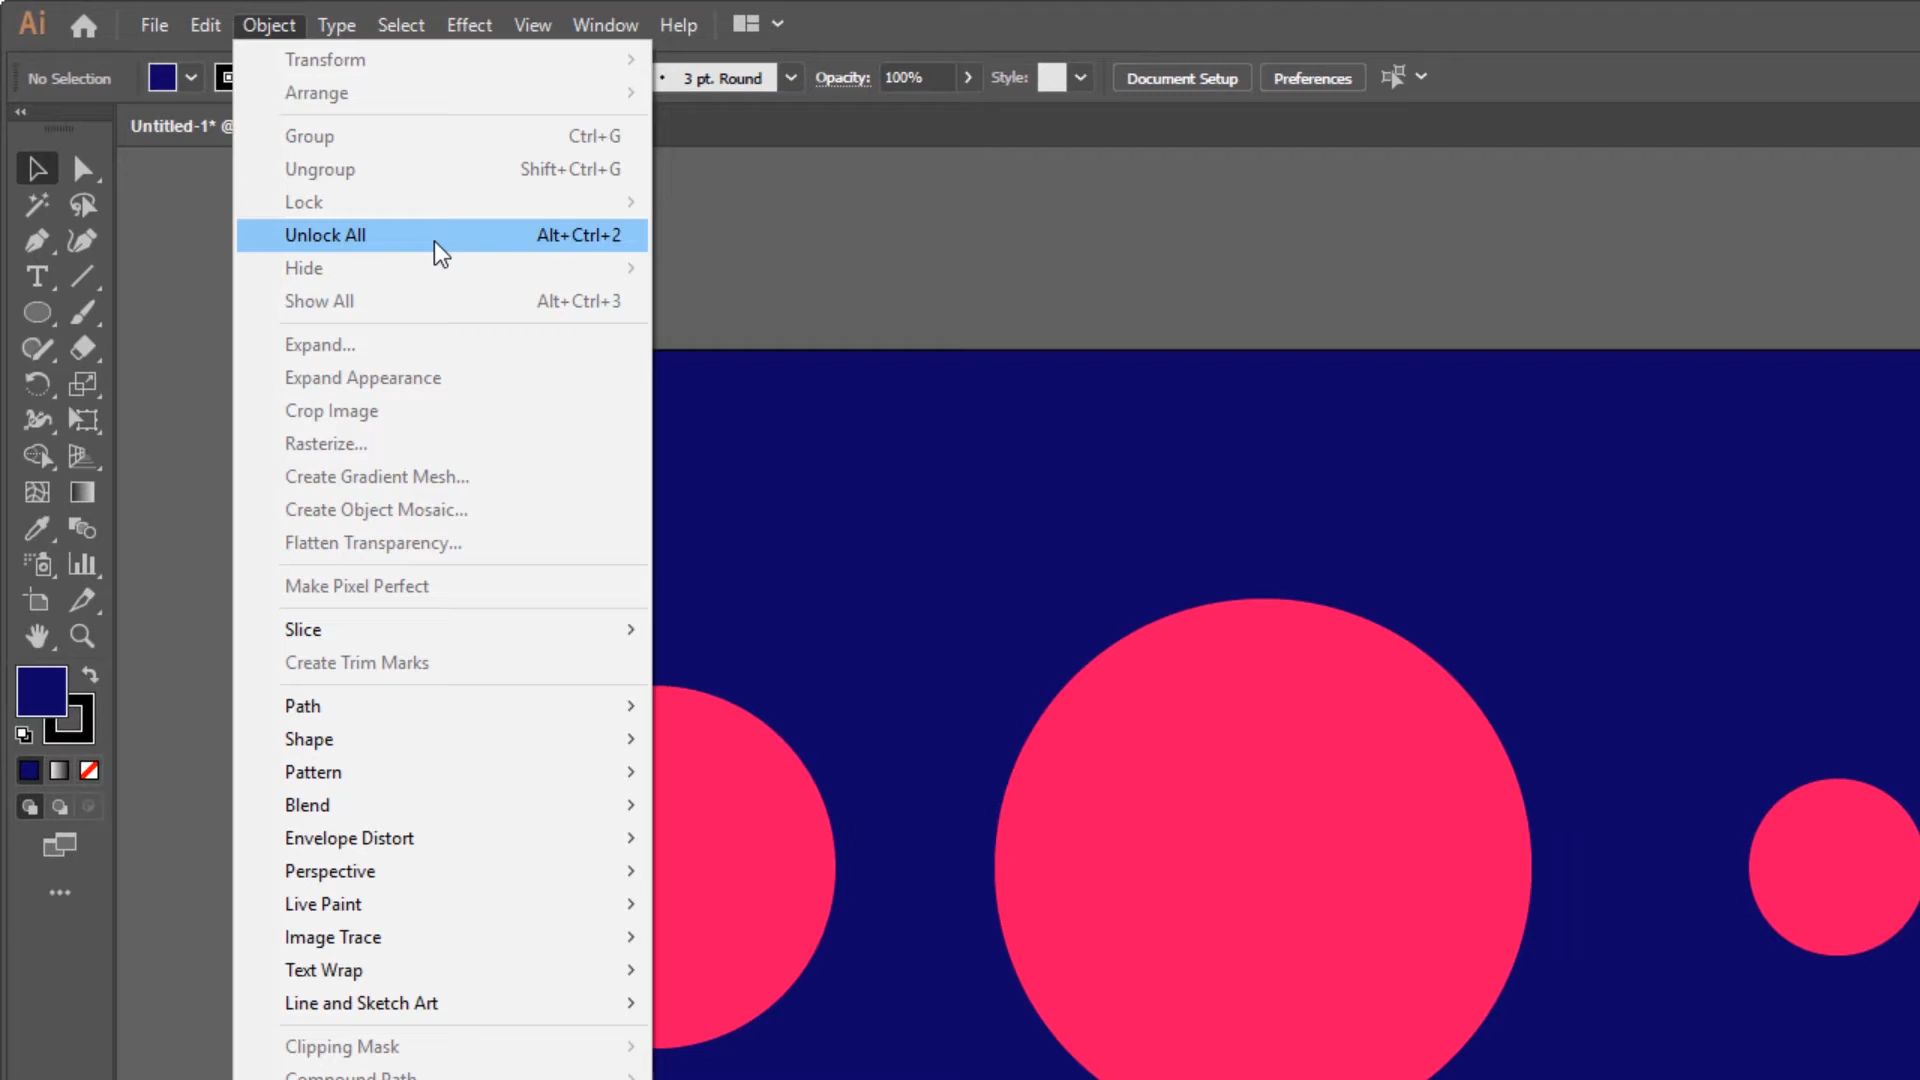 Ai File Edit Object Type Select Effect View Window Help
No Selection 3 pt. Round Opacity: 100% Style: Document Setup Preferences
Untitled-1* @
Transform
Arrange
Group Ctrl+G
Ungroup Shift+Ctrl+G
Lock
Unlock All Alt+Ctrl+2
Hide
Show All Alt+Ctrl+3
Expand...
Expand Appearance
Crop Image
Rasterize...
Create Gradient Mesh...
Create Object Mosaic...
Flatten Transparency...
Make Pixel Perfect
Slice
Create Trim Marks
Path
Shape
Pattern
Blend
Envelope Distort
Perspective
Live Paint
Image Trace
Text Wrap
Line and Sketch Art
Clipping Mask
Compound Path